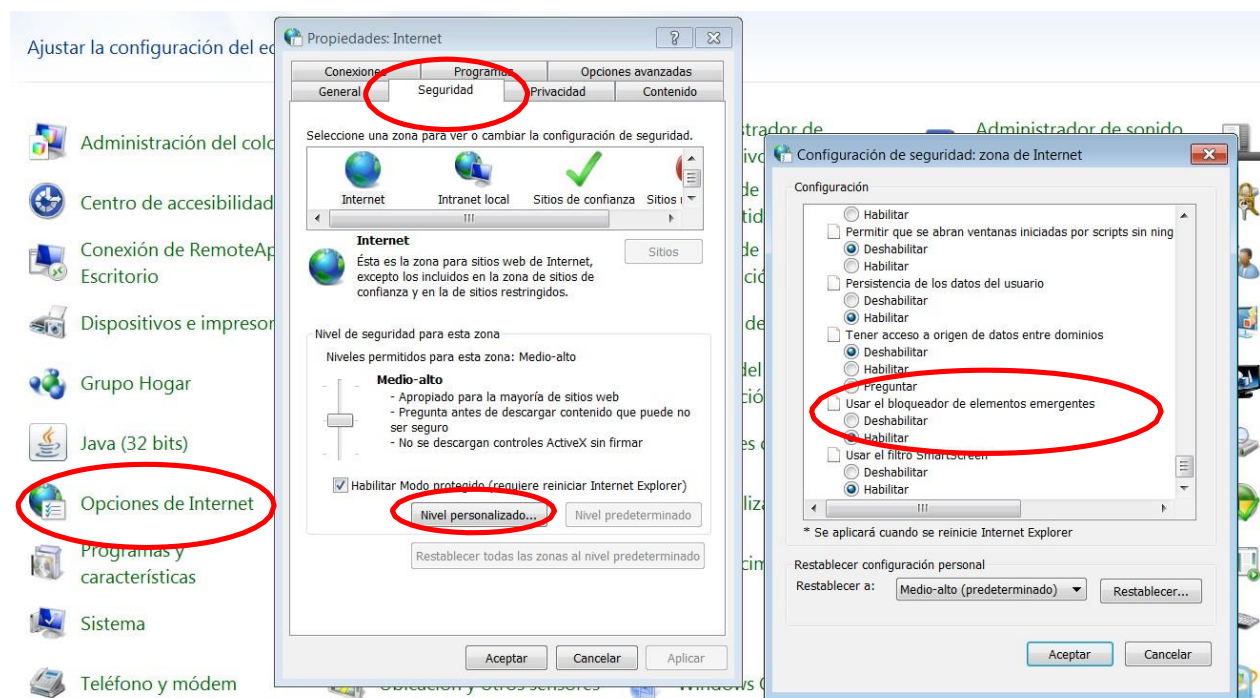 Ajustar la configuración del
Administración del
Centro de accesibilidad
Conexión de
Escritorio
Dispositivos e
Grupo Hogar
Java (32 bits)
Opciones de Internet
Programas y
características
Sistema
Teléfono y módem
Propiedades: Internet
Conexiones Programas Opciones avanzadas
General Seguridad Privacidad Contenido
Seleccione una zona para ver o cambiar la configuración de seguridad.
Internet Intranet local Sitios de confianza Sitios
Internet
Ésta es la zona para sitios web de Internet,
excepto los incluidos en la zona de sitios de
confianza y en la de sitios restringidos.
Sitios
Nivel de seguridad para esta zona
Niveles permitidos para esta zona: Medio-alto
Medio-alto
- Apropiado para la mayoría de sitios web
- Pregunta antes de descargar contenido que puede no
ser seguro
- No se descargan controles ActiveX sin firmar
Habilitar Modo protegido (requiere reiniciar Internet Explorer)
Nivel personalizado... Nivel predeterminado
Restablecer todas las zonas al nivel predeterminado
Aceptar Cancelar Aplicar
Ubicación y otros sensores
Windows
de
Administrador de sonido
Configuración de seguridad: zona de Internet
Configuración
Habilitar
Permitir que se abran ventanas iniciadas por scripts sin ning
Deshabilitar
Habilitar
Persistencia de los datos del usuario
Deshabilitar
Habilitar
Tener acceso a origen de datos entre dominios
Deshabilitar
Habilitar
Preguntar
Usar el bloqueador de elementos emergentes
Deshabilitar
Habilitar
Usar el filtro SmartScreen
Deshabilitar
Habilitar
* Se aplicará cuando se reinicie Internet Explorer
Restablecer configuración personal
Restablecer a: Medio-alto (predeterminado) Restablecer...
Aceptar Cancelar